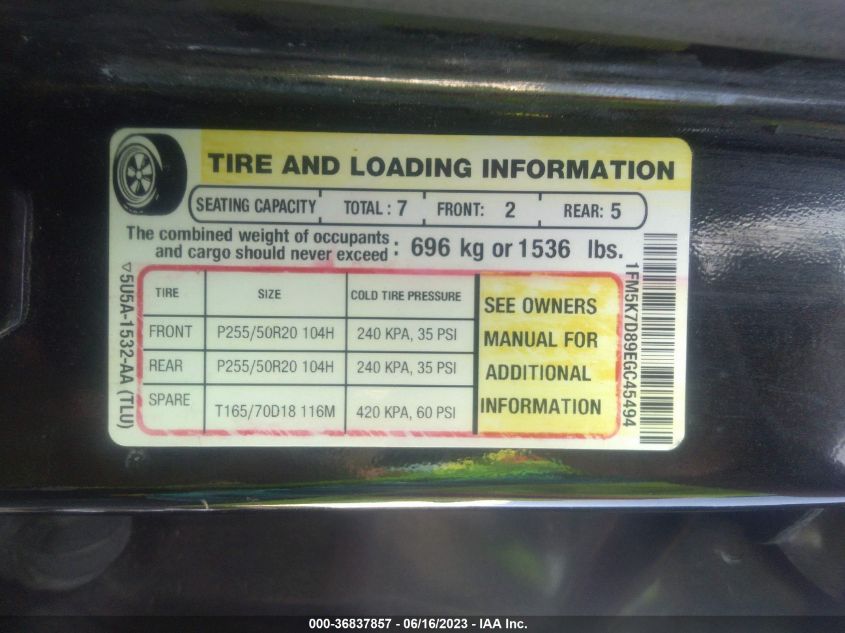 TIRE AND LOADING INFORMATION
SEATING CAPACITY TOTAL : 7 FRONT: 2 REAR: 5
The combined weight of occupants
and cargo should never exceed : 696 kg or 1536 lbs.
TIRE SIZE COLD TIRE PRESSURE
FRONT P255/50R20 104H 240 KPA, 35 PSI
REAR P255/50R20 104H 240 KPA, 35 PSI
SPARE T165/70D18 116M 420 KPA, 60 PSI
SEE OWNERS
MANUAL FOR
ADDITIONAL
INFORMATION
▽5U5A-1532-AA (TLU)
1FM5K7D89EGC45494
000-36837857 - 06/16/2023 - IAA Inc.